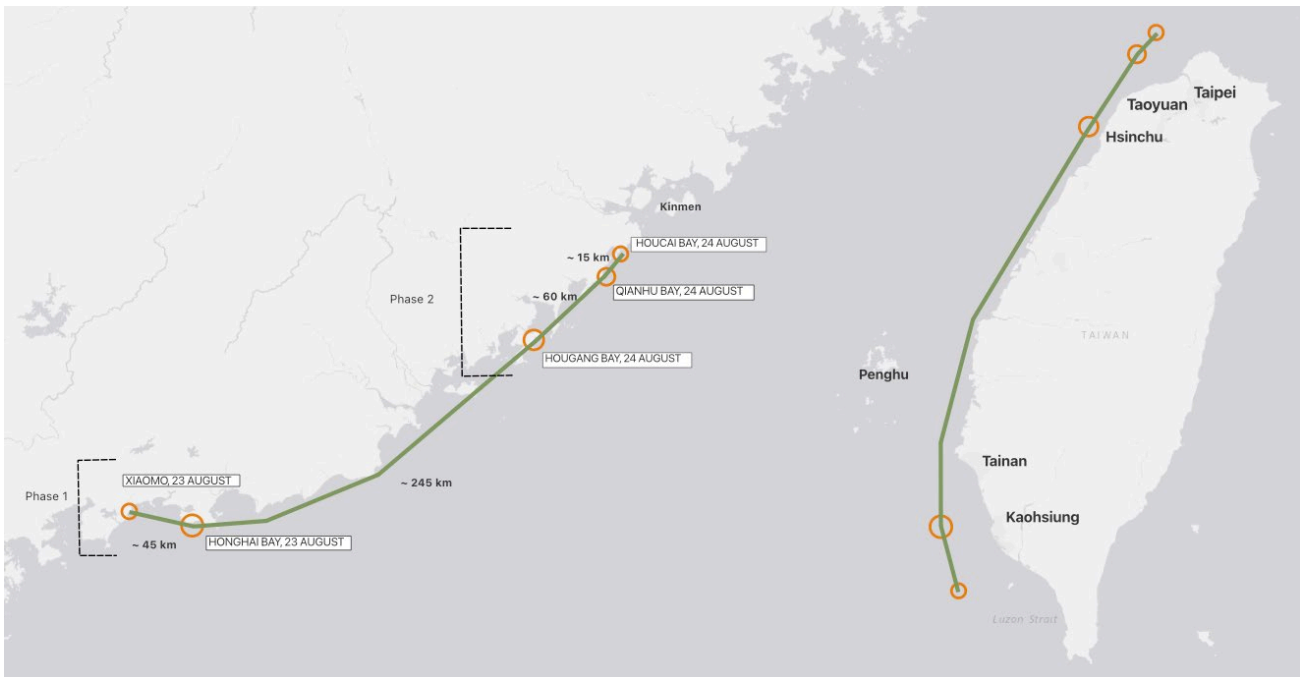 Taipei
Taoyuan
Hsinchu
Kinmen
HOUCAI BAY, 24 AUGUST
~ 15 km
QIANHU BAY, 24 AUGUST
~ 60 km
Phase 2
HOUGANG BAY, 24 AUGUST
TAIWAN
Penghu
Tainan
XIAOMO, 23 AUGUST
~ 245 km
Phase 1
Kaohsiung
HONGHAI BAY, 23 AUGUST
~ 45 km
Luzon Strait